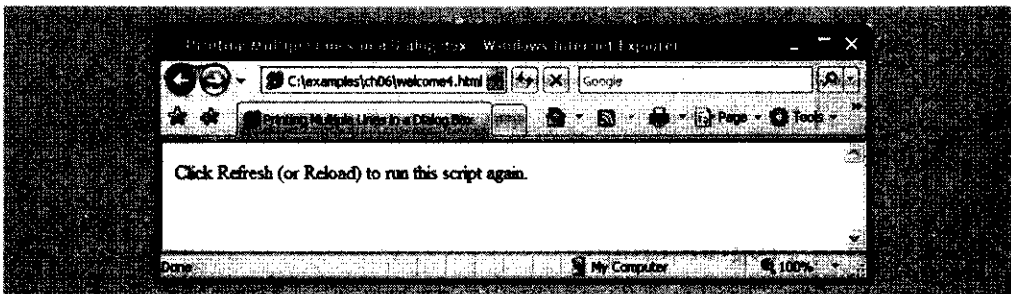 Printing Multiple Lines in a Dialog Box - Windows Internet Explorer
C:\examples\ch06\welcome4.html Google
Printing Multiple Lines in a Dialog Box Page Tools
Click Refresh (or Reload) to run this script again.
Done My Computer 100%